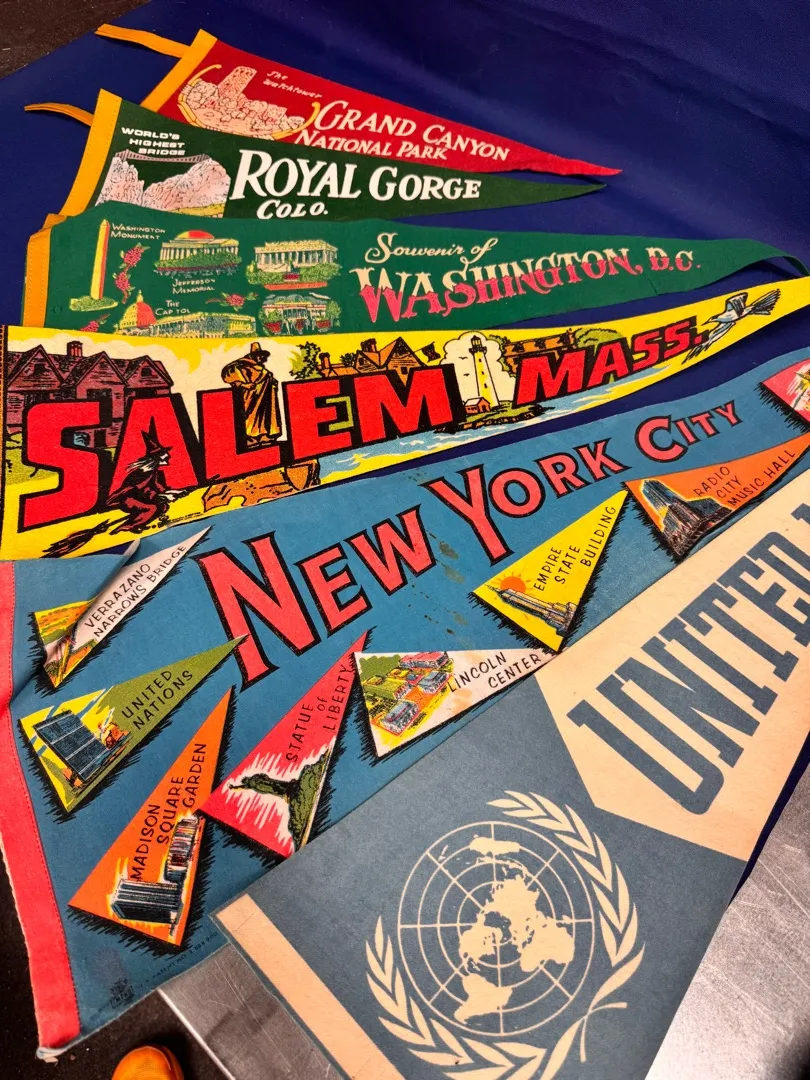 The
Watchtower
GRAND CANYON
NATIONAL PARK
WORLD'S
HIGHEST
BRIDGE
ROYAL GORGE
COLO.
WASHINGTON
MONUMENT
JEFFERSON
MEMORIAL
THE
CAPITOL
Souvenir of
WASHINGTON, D.C.
SALEM MASS.
NEW YORK CITY
VERRAZANO
NARROWS BRIDGE
UNITED
NATIONS
MADISON
SQUARE
GARDEN
STATUE
OF
LIBERTY
LINCOLN
CENTER
EMPIRE
STATE
BUILDING
RADIO
CITY
MUSIC HALL
UNITED